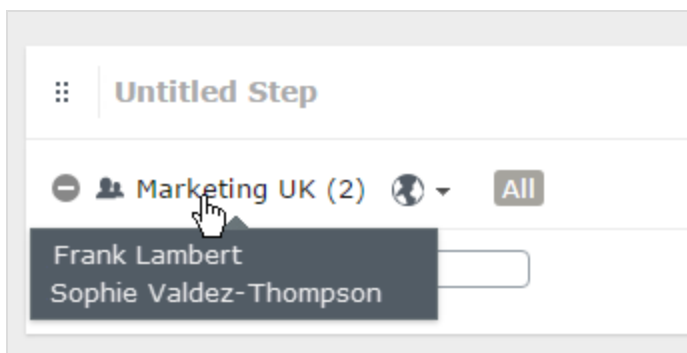 Untitled Step
Marketing UK (2) All
Frank Lambert
Sophie Valdez-Thompson